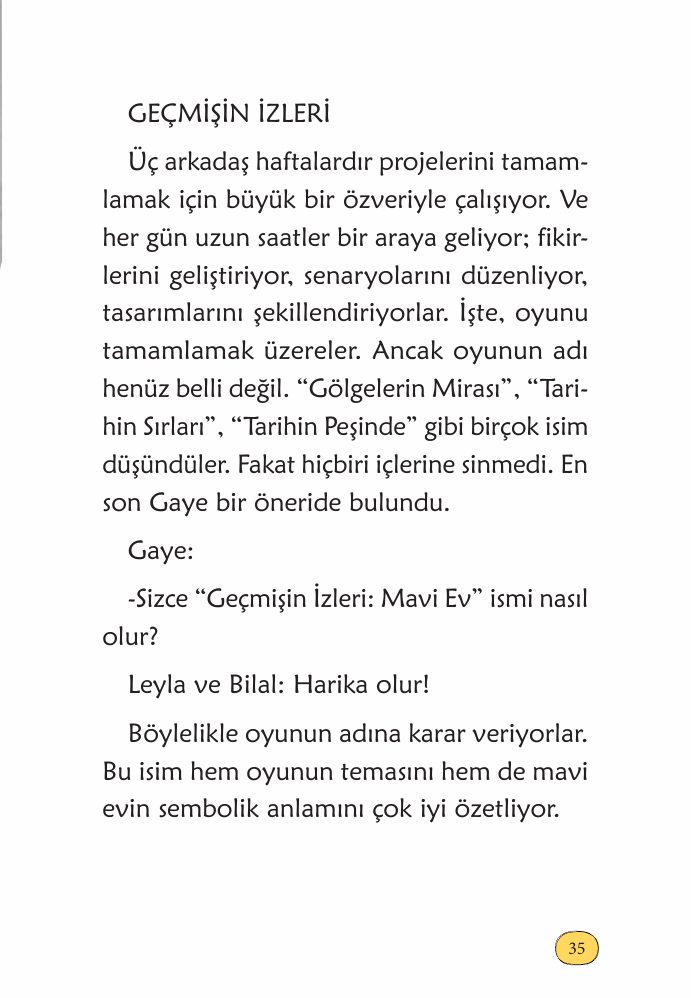 GEÇMİŞİN İZLERİ
Üç arkadaş haftalardır projelerini tamam-
lamak için büyük bir özveriyle çalışıyor. Ve
her gün uzun saatler bir araya geliyor; fikir-
lerini geliştiriyor, senaryolarını düzenliyor,
tasarımlarını şekillendiriyorlar. İşte, oyunu
tamamlamak üzereler. Ancak oyunun adı
henüz belli değil. “Gölgelerin Mirası”, “Tari-
hin Sırları”, “Tarihin Peşinde” gibi birçok isim
düşündüler. Fakat hiçbiri içlerine sinmedi. En
son Gaye bir öneride bulundu.
Gaye:
-Sizce “Geçmişin İzleri: Mavi Ev” ismi nasıl
olur?
Leyla ve Bilal: Harika olur!
Böylelikle oyunun adına karar veriyorlar.
Bu isim hem oyunun temasını hem de mavi
evin sembolik anlamını çok iyi özetliyor.
35